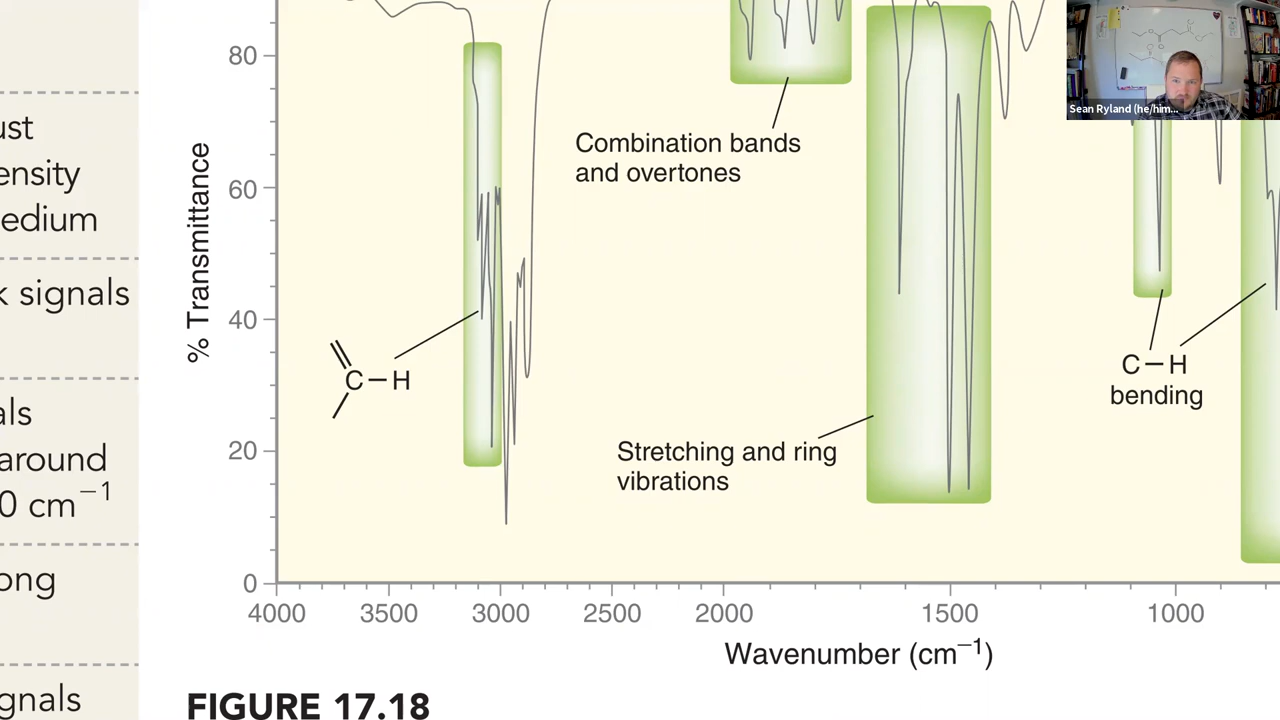 ust
ensity
edium
k signals
als
around
0 cm⁻¹
ong
gnals
% Transmittance
80
60
40
20
0
Combination bands
and overtones
C–H
Stretching and ring
vibrations
C–H
bending
4000 3500 3000 2500 2000 1500 1000
Wavenumber (cm⁻¹)
FIGURE 17.18
Sean Ryland (he/him...